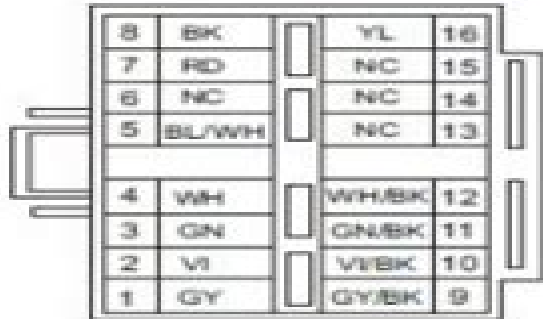 8 BK YL 16
7 RD NC 15
6 NC NC 14
5 BL/WH NC 13
4 WH WH/BK 12
3 GN GN/BK 11
2 VI VI/BK 10
1 GY GY/BK 9